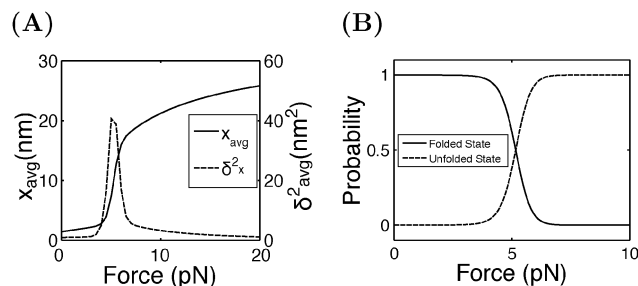 (A)
30
20
10
0
x_avg(nm)
60
40
20
0
δ²_avg(nm²)
x_avg
δ²_x
0
10
20
Force (pN)
(B)
1
0.5
0
Probability
Folded State
Unfolded State
0
5
10
Force (pN)